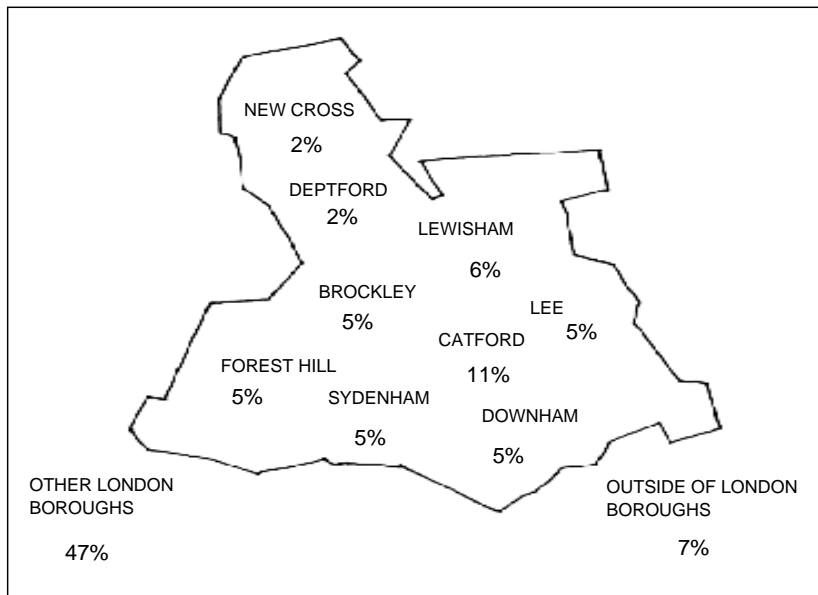 NEW CROSS
2%
DEPTFORD
2%
LEWISHAM
6%
BROCKLEY
5%
LEE
5%
CATFORD
11%
FOREST HILL
5%
SYDENHAM
5%
DOWNHAM
5%
OTHER LONDON
BOROUGHS
47%
OUTSIDE OF LONDON
BOROUGHS
7%